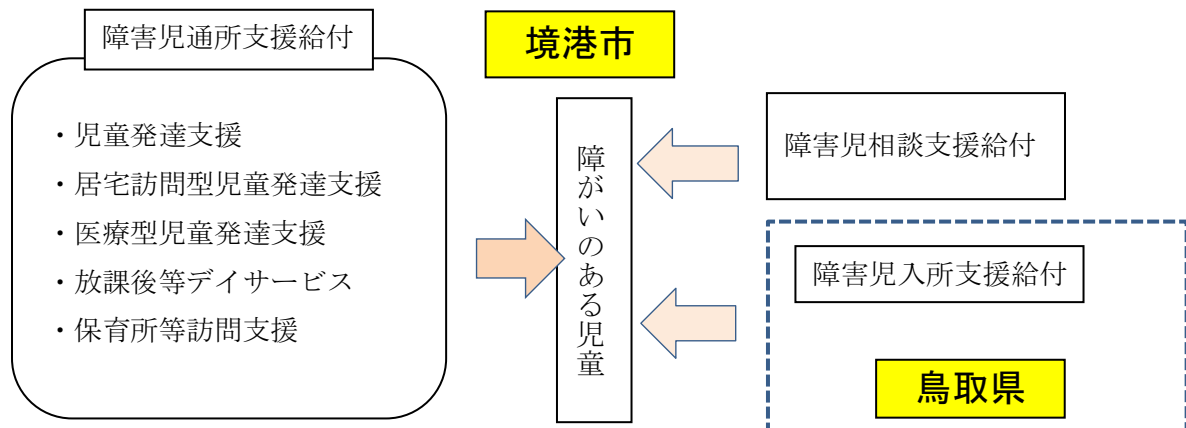 障害児通所支援給付
・児童発達支援
・居宅訪問型児童発達支援
・医療型児童発達支援
・放課後等デイサービス
・保育所等訪問支援
境港市
障がいのある児童
障害児相談支援給付
障害児入所支援給付
鳥取県